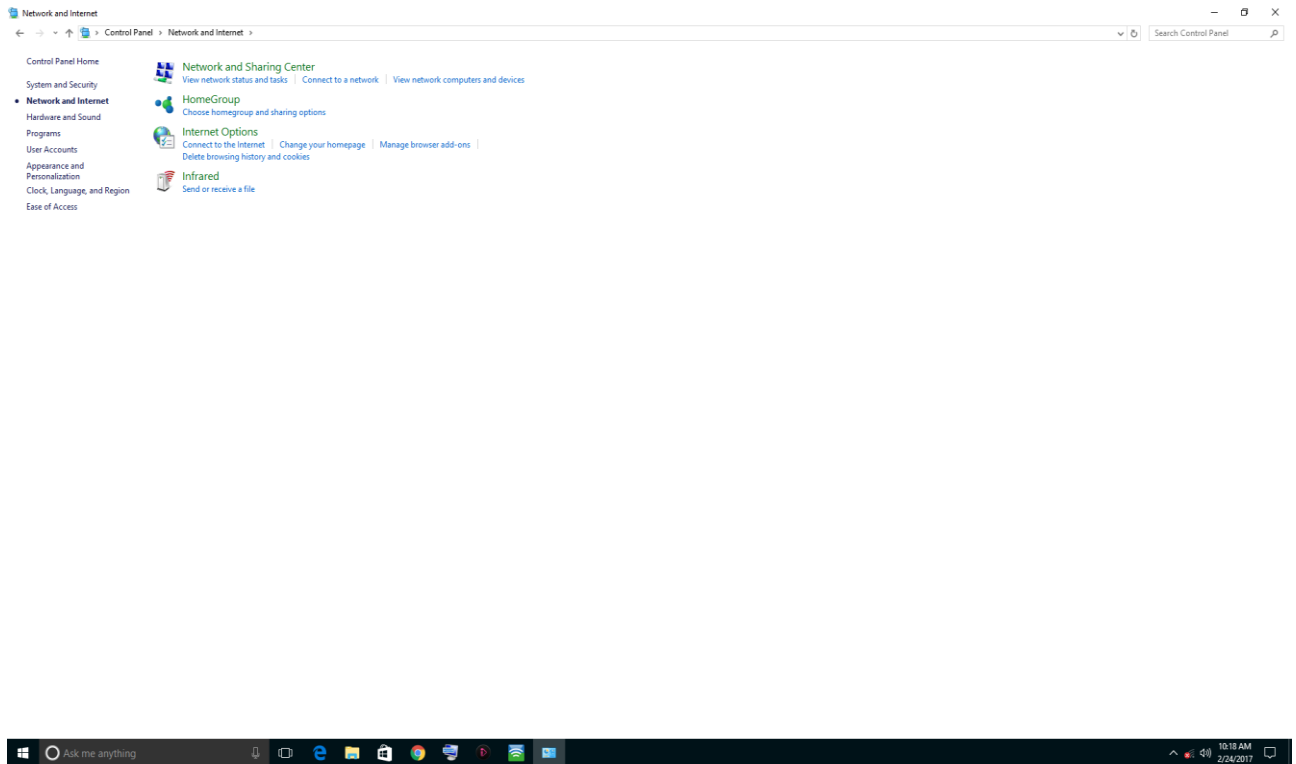 Network and Internet
Control Panel > Network and Internet >
Search Control Panel
Control Panel Home
System and Security
Network and Internet
Hardware and Sound
Programs
User Accounts
Appearance and
Personalization
Clock, Language, and Region
Ease of Access
Network and Sharing Center
View network status and tasks | Connect to a network | View network computers and devices
HomeGroup
Choose homegroup and sharing options
Internet Options
Connect to the Internet | Change your homepage | Manage browser add-ons |
Delete browsing history and cookies
Infrared
Send or receive a file
Ask me anything
10:18 AM
2/24/2017